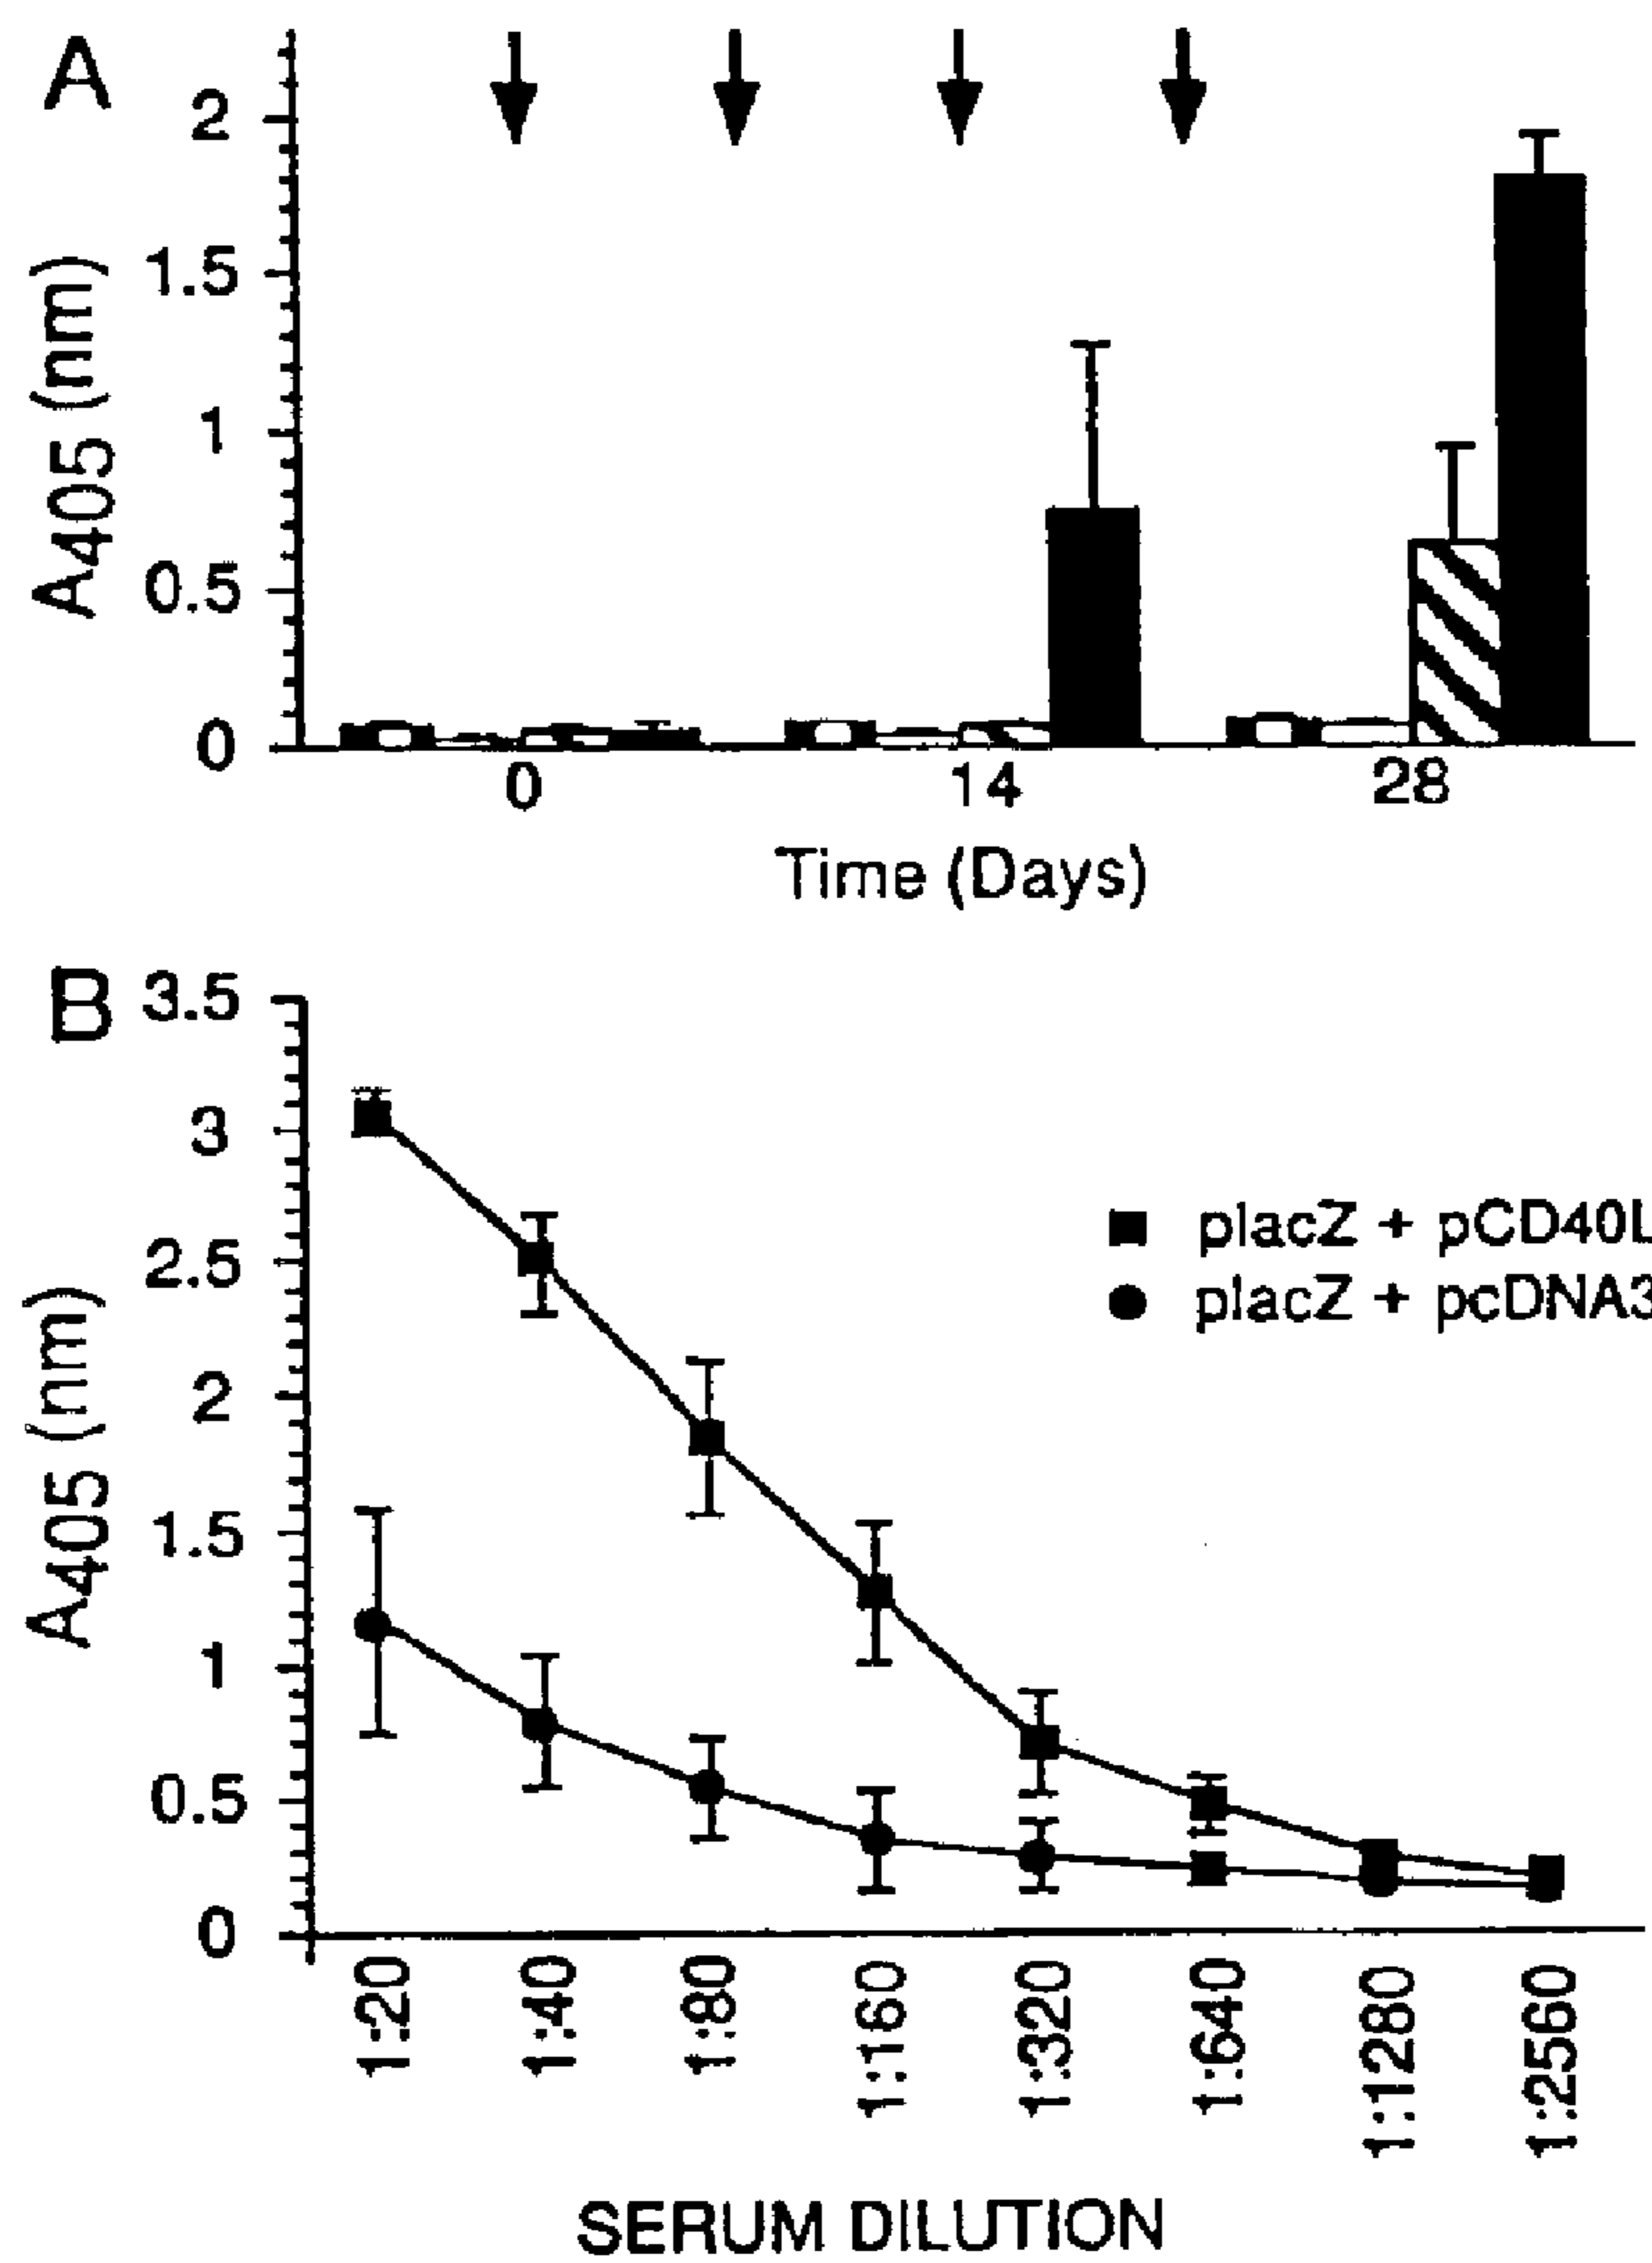 A
2
1.5
1
0.5
0
A405 (nm)
0 14 28
Time (Days)
B
3.5
3
2.5
2
1.5
1
0.5
0
A405 (nm)
placZ + pCD40L
placZ + pcDNA3
1:20 1:40 1:80 1:160 1:320 1:640 1:1280 1:2560
SERUM DILUTION